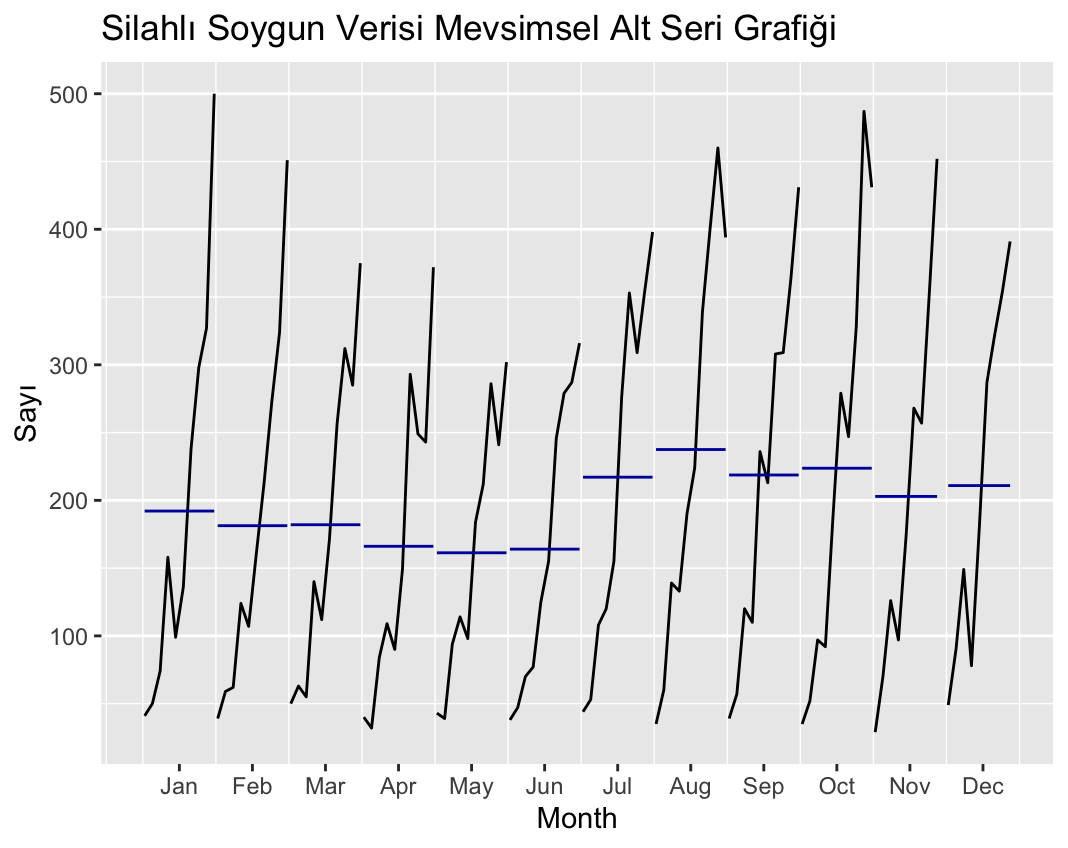 Silahlı Soygun Verisi Mevsimsel Alt Seri Grafiği
500
400
300
200
100
Sayı
Jan Feb Mar Apr May Jun Jul Aug Sep Oct Nov Dec
Month